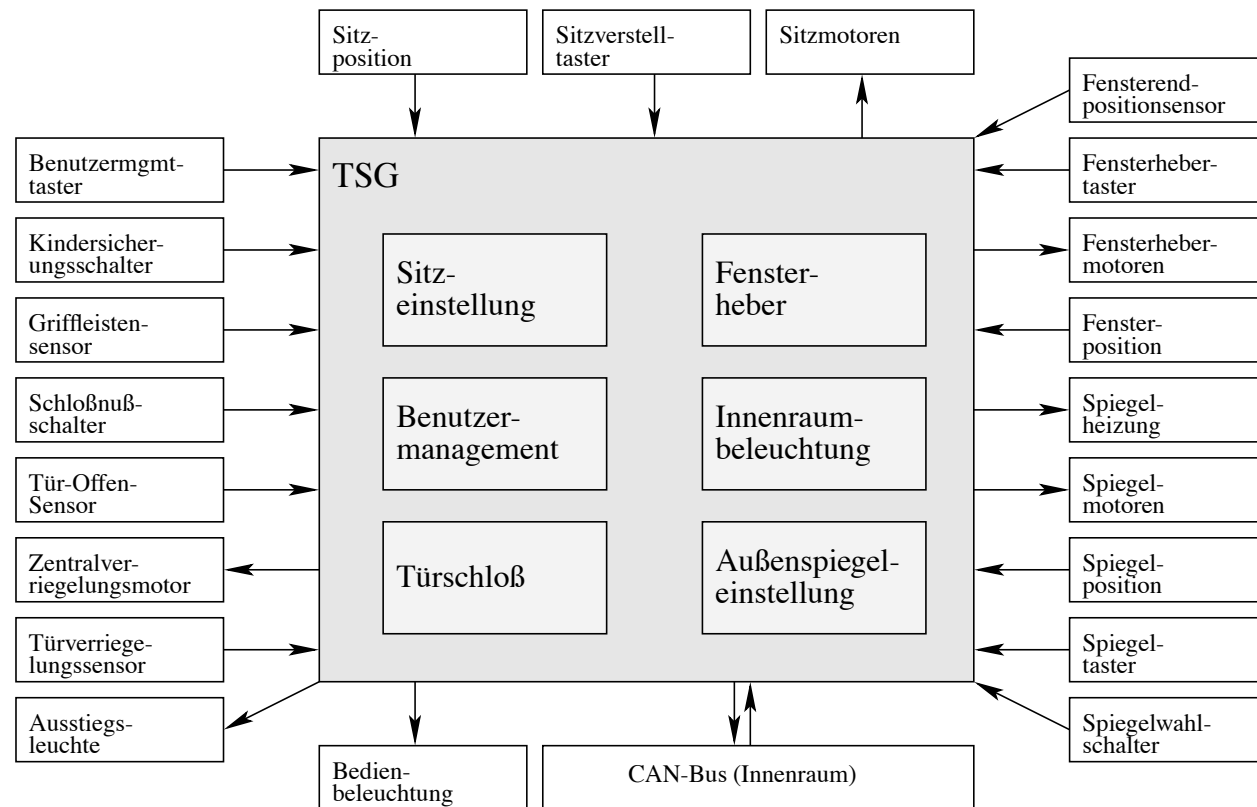 Sitz-
position
Sitzverstell-
taster
Sitzmotoren
Fensterend-
positionsensor
Benutzermgmt-
taster
Kindersicher-
ungsschalter
Griffleisten-
sensor
Schloßnuß-
schalter
Tür-Offen-
Sensor
Zentralver-
riegelungsmotor
Türverriege-
lungssensor
Ausstiegs-
leuchte
TSG
Sitz-
einstellung
Fenster-
heber
Benutzer-
management
Innenraum-
beleuchtung
Türschloß
Außenspiegel-
einstellung
Fensterheber-
taster
Fensterheber-
motoren
Fenster-
position
Spiegel-
heizung
Spiegel-
motoren
Spiegel-
position
Spiegel-
taster
Spiegelwahl-
schalter
Bedien-
beleuchtung
CAN-Bus (Innenraum)